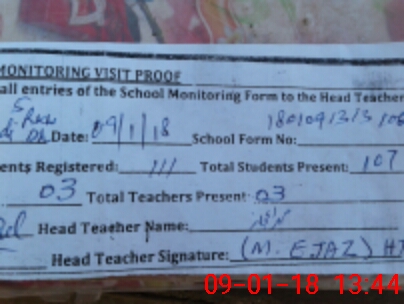 MONITORING VISIT PROOF
all entries of the School Monitoring Form to the Head Teacher
Date: 09/1/18 School Form No:
ents Registered: 111 Total Students Present: 107
03 Total Teachers Present 03
Head Teacher Name:
Head Teacher Signature: (M. EJAZ) HT
09-01-18 13:44